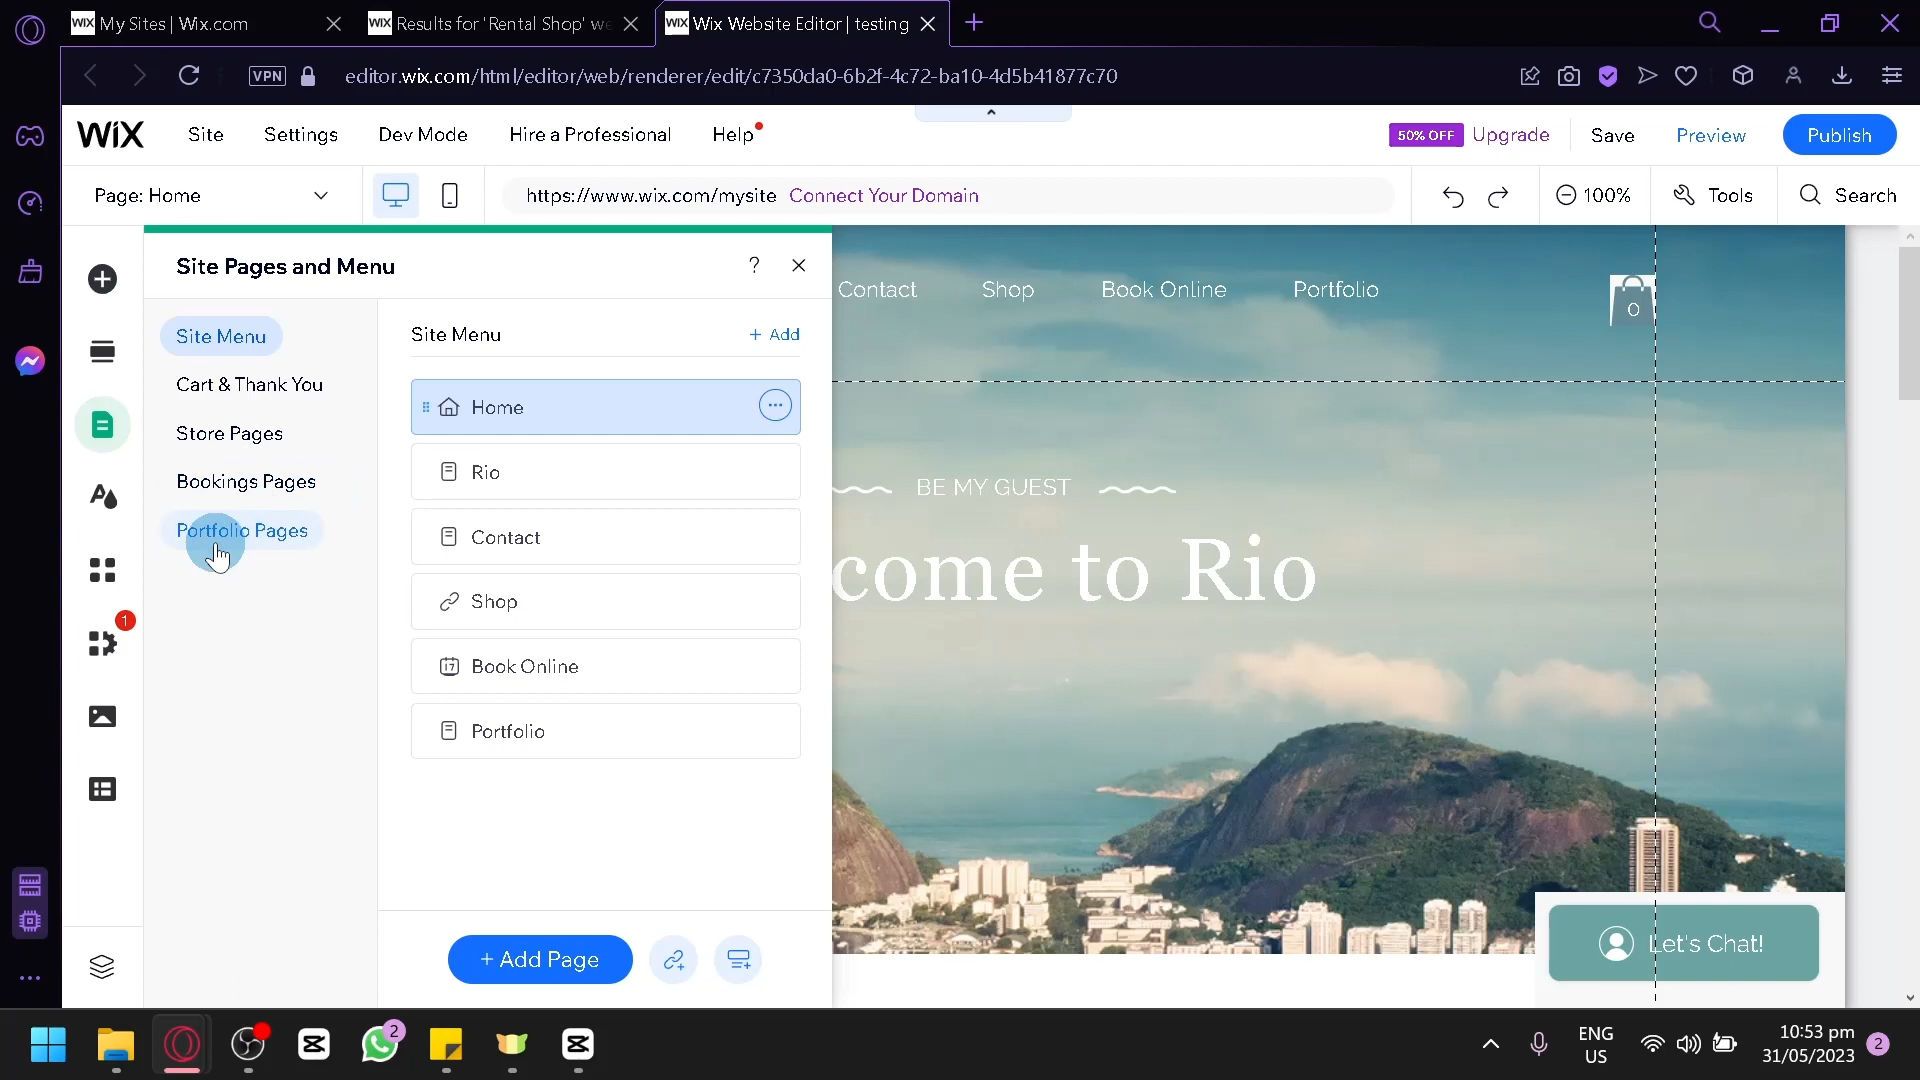 WIX My Sites | Wix.com
WIX Results for 'Rental Shop' we
WIX Wix Website Editor | testing
VPN
editor.wix.com/html/editor/web/renderer/edit/c7350da0-6b2f-4c72-ba10-4d5b41877c70
WIX
Site
Settings
Dev Mode
Hire a Professional
Help
50% OFF
Upgrade
Save
Preview
Publish
Page: Home
https://www.wix.com/mysite
Connect Your Domain
100%
Tools
Search
Site Pages and Menu
?
Site Menu
Cart & Thank You
Store Pages
Bookings Pages
Portfolio Pages
Site Menu
+ Add
Home
Rio
Contact
Shop
17
Book Online
Portfolio
+ Add Page
1
Contact
Shop
Book Online
Portfolio
0
BE MY GUEST
come to Rio
Let's Chat!
2
ENG
US
10:53 pm
31/05/2023
2